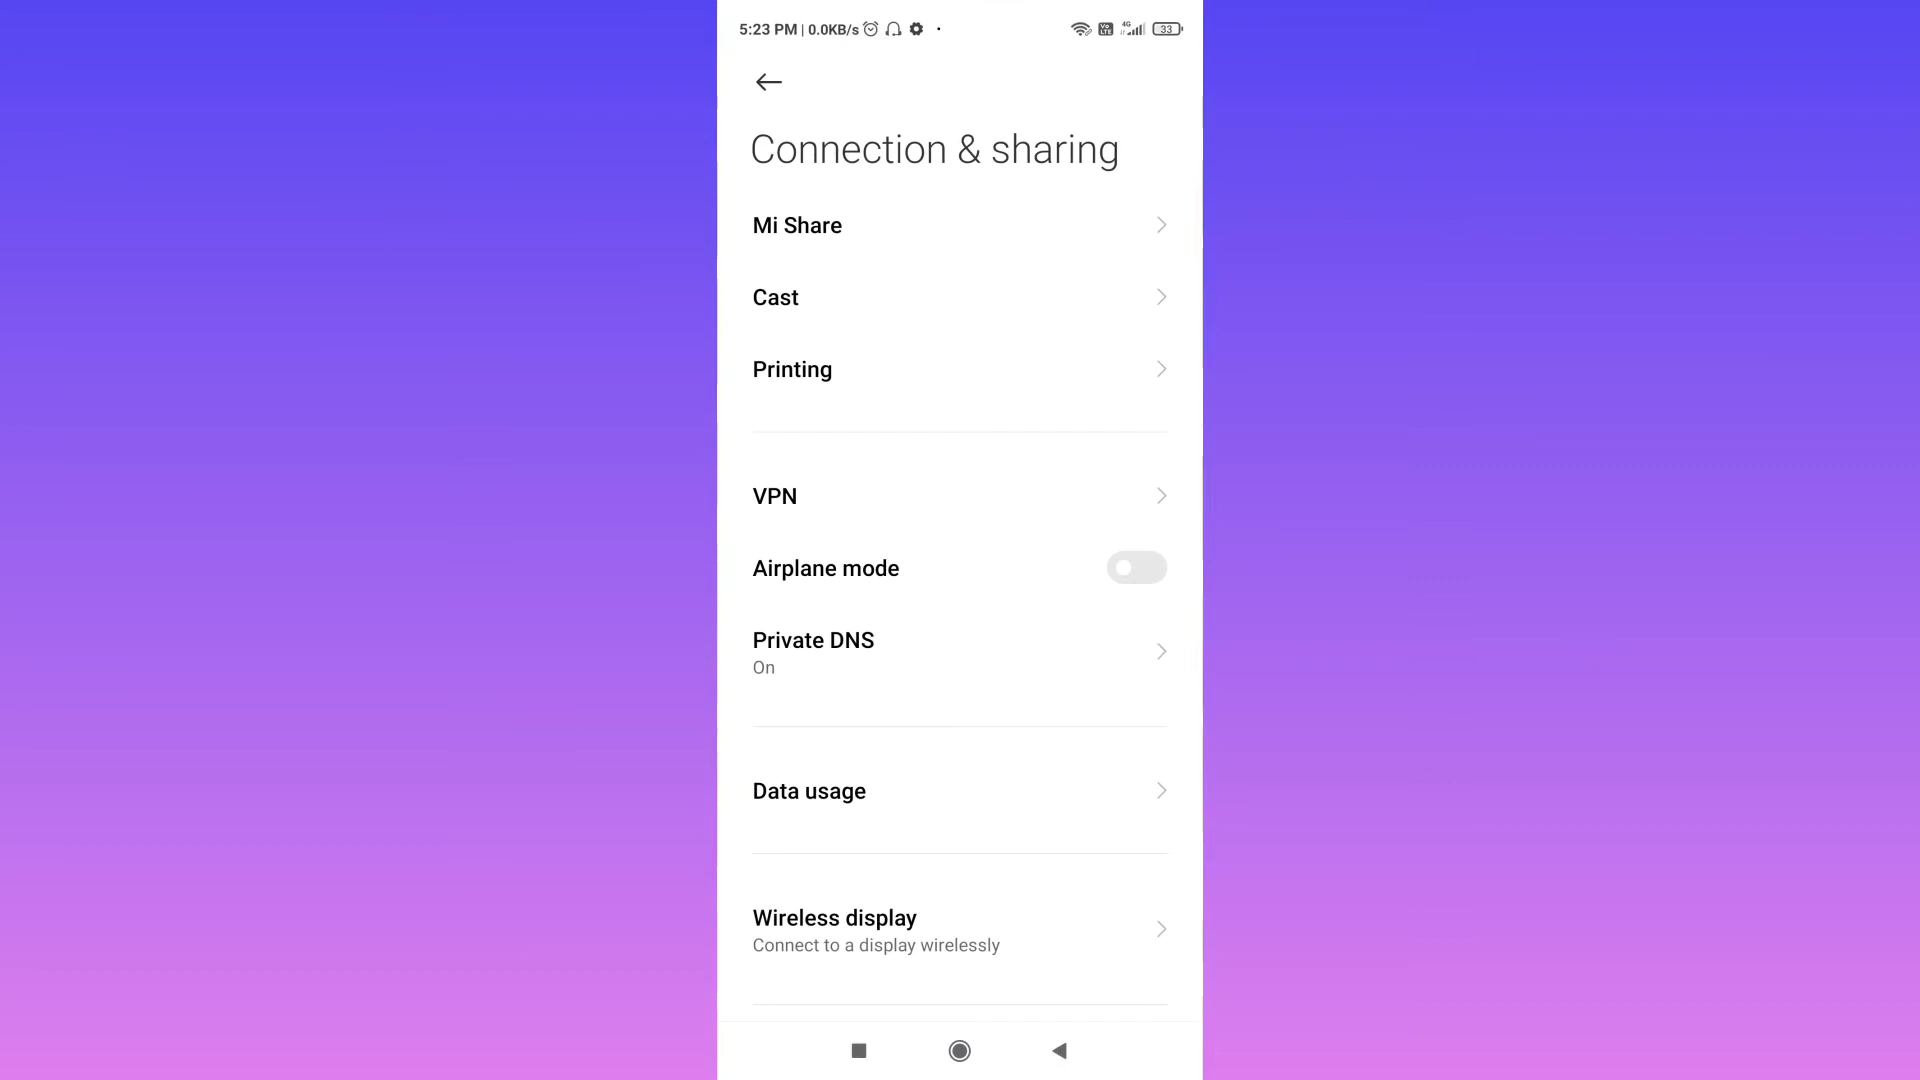 5:23 PM | 0.0KB/s 4G 33
Connection & sharing
Mi Share
Cast
Printing
VPN
Airplane mode
Private DNS
On
Data usage
Wireless display
Connect to a display wirelessly